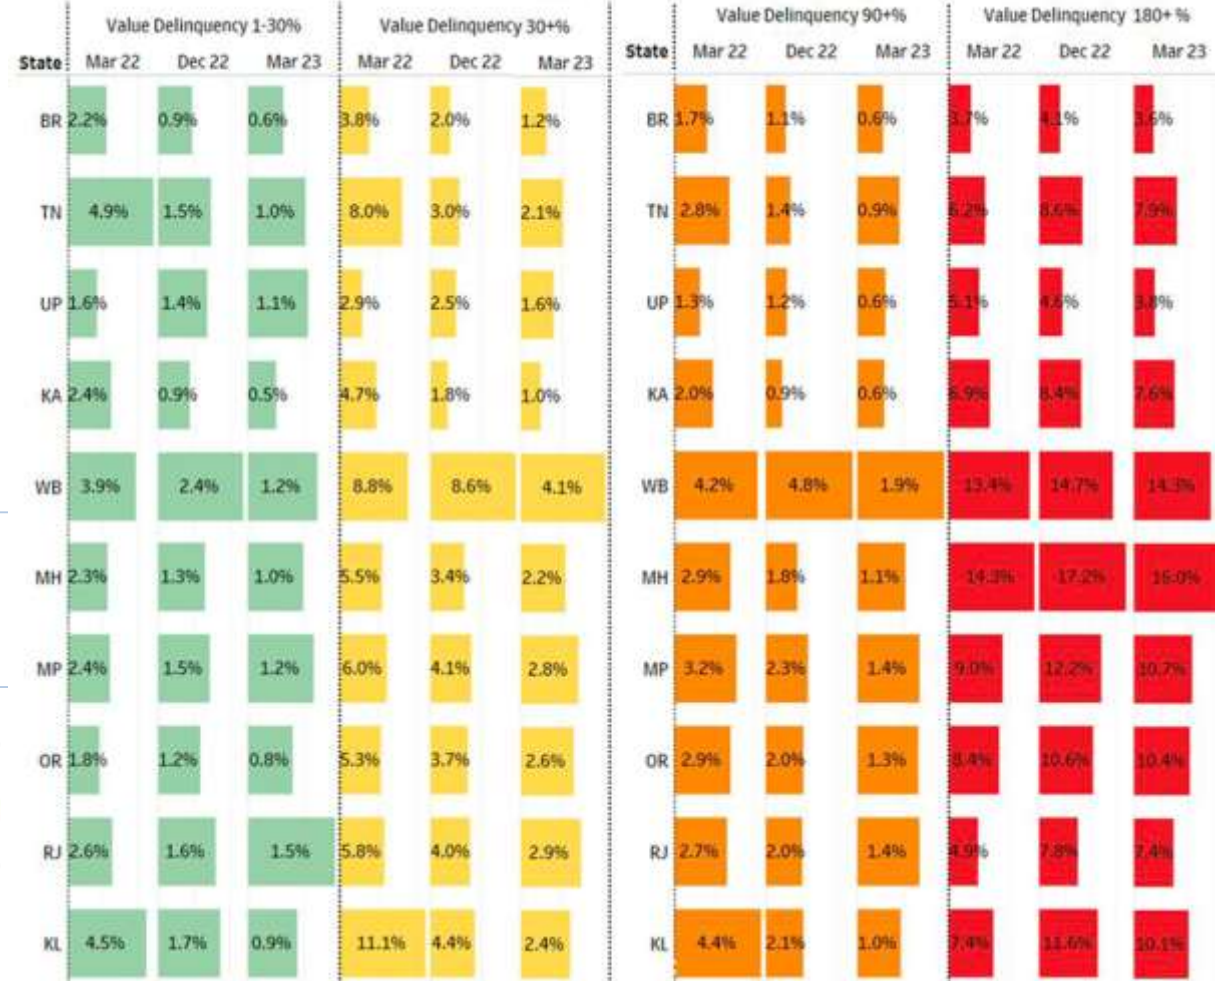 Value Delinquency 1-30% Value Delinquency 30+% Value Delinquency 90+% Value Delinquency 180+ %
State Mar 22 Dec 22 Mar 23 Mar 22 Dec 22 Mar 23 State Mar 22 Dec 22 Mar 23 Mar 22 Dec 22 Mar 23
BR 2.2% 0.9% 0.6% 3.8% 2.0% 1.2% BR 1.7% 1.1% 0.6% 3.7% 4.1% 3.6%
TN 4.9% 1.5% 1.0% 8.0% 3.0% 2.1% TN 2.8% 1.4% 0.9% 6.2% 8.6% 7.9%
UP 1.6% 1.4% 1.1% 2.9% 2.5% 1.6% UP 1.3% 1.2% 0.6% 5.1% 4.6% 3.8%
KA 2.4% 0.9% 0.5% 4.7% 1.8% 1.0% KA 2.0% 0.9% 0.6% 6.9% 8.4% 7.6%
WB 3.9% 2.4% 1.2% 8.8% 8.6% 4.1% WB 4.2% 4.8% 1.9% 13.4% 14.7% 14.3%
MH 2.3% 1.3% 1.0% 5.5% 3.4% 2.2% MH 2.9% 1.8% 1.1% 14.3% 17.2% 16.0%
MP 2.4% 1.5% 1.2% 6.0% 4.1% 2.8% MP 3.2% 2.3% 1.4% 9.0% 12.2% 10.7%
OR 1.8% 1.2% 0.8% 5.3% 3.7% 2.6% OR 2.9% 2.0% 1.3% 8.4% 10.6% 10.4%
RJ 2.6% 1.6% 1.5% 5.8% 4.0% 2.9% RJ 2.7% 2.0% 1.4% 4.9% 7.8% 7.4%
KL 4.5% 1.7% 0.9% 11.1% 4.4% 2.4% KL 4.4% 2.1% 1.0% 7.4% 11.6% 10.1%